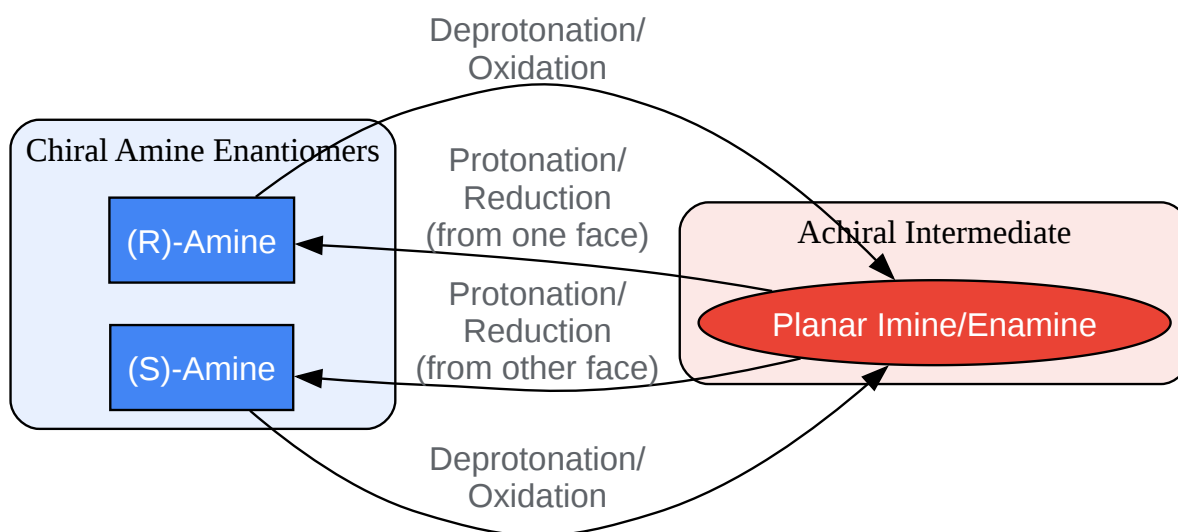 Deprotonation/
Oxidation
Chiral Amine Enantiomers
Protonation/
Reduction
(from one face)
(R)-Amine
Achiral Intermediate
Protonation/
Reduction
(from other face)
Planar Imine/Enamine
(S)-Amine
Deprotonation/
Oxidation